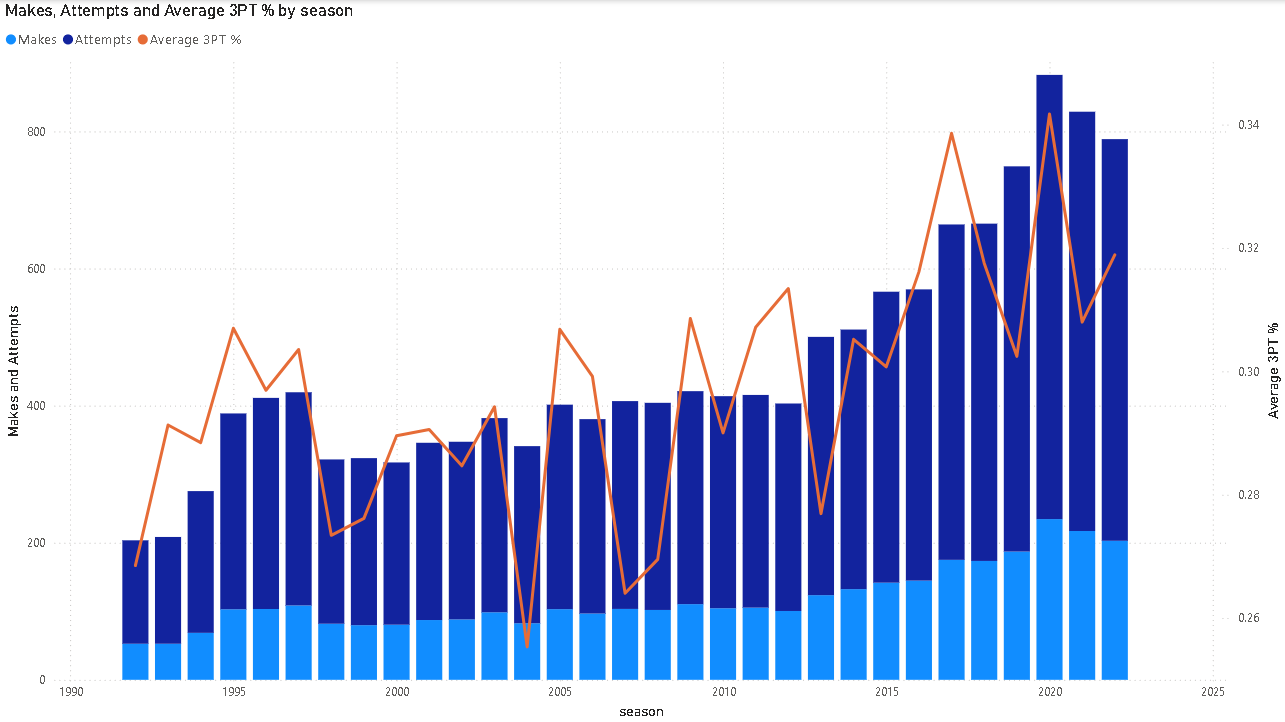 Makes, Attempts and Average 3PT % by season
Makes Attempts Average 3PT %
800
600
400
200
0
Makes and Attempts
0.34
0.32
0.30
0.28
0.26
Average 3PT %
1990 1995 2000 2005 2010 2015 2020 2025
season